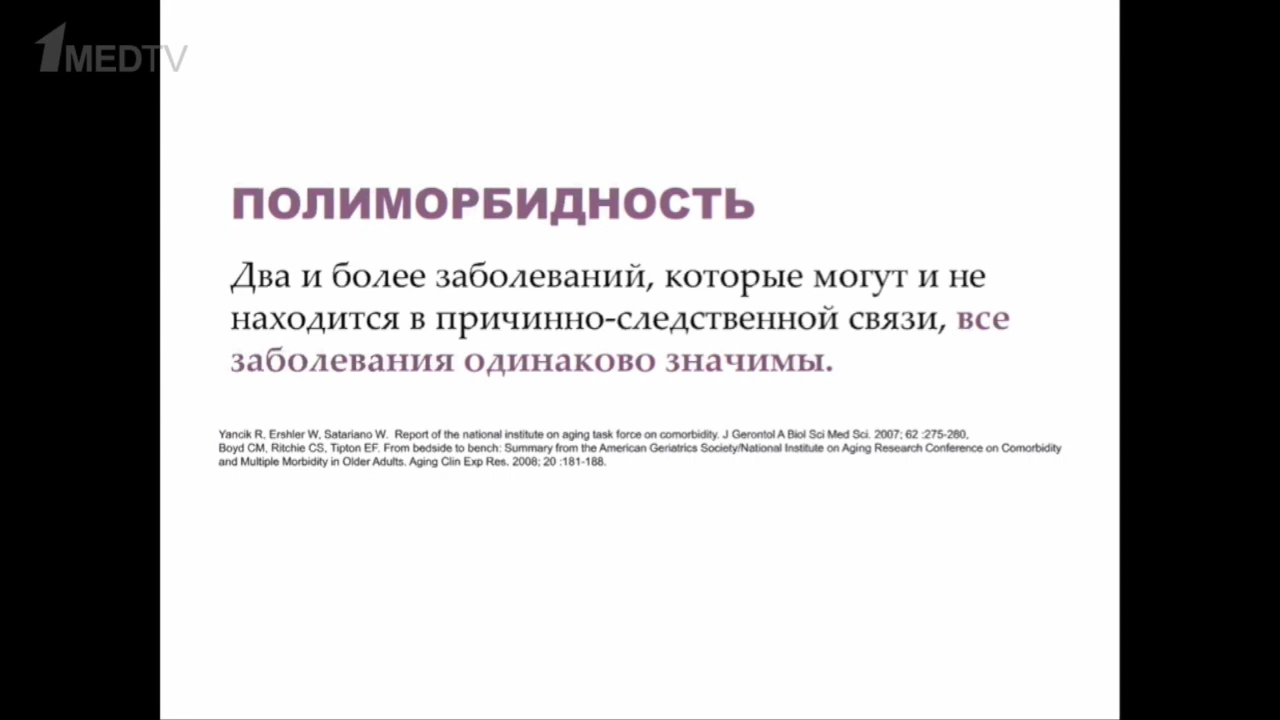 1MEDTV
ПОЛИМОРБИДНОСТЬ
Два и более заболеваний, которые могут и не
находится в причинно-следственной связи, все
заболевания одинаково значимы.
Yancik R, Ershler W, Satariano W. Report of the national institute on aging task force on comorbidity. J Gerontol A Biol Sci Med Sci. 2007; 62 :275-280,
Boyd CM, Ritchie CS, Tipton EF. From bedside to bench: Summary from the American Geriatrics Society/National Institute on Aging Research Conference on Comorbidity
and Multiple Morbidity in Older Adults. Aging Clin Exp Res. 2008; 20 :181-188.